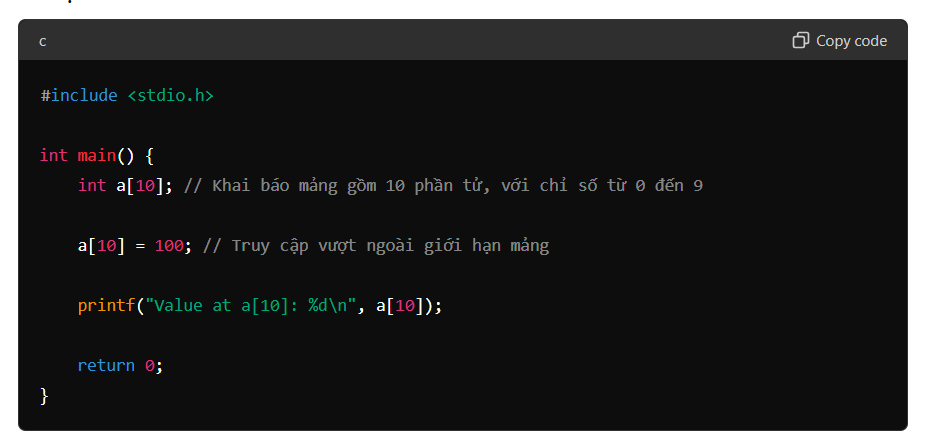 c
Copy code
#include <stdio.h>
int main() {
int a[10]; // Khai báo mảng gồm 10 phần tử, với chỉ số từ 0 đến 9
a[10] = 100; // Truy cập vượt ngoài giới hạn mảng
printf("Value at a[10]: %d\n", a[10]);
return 0;
}